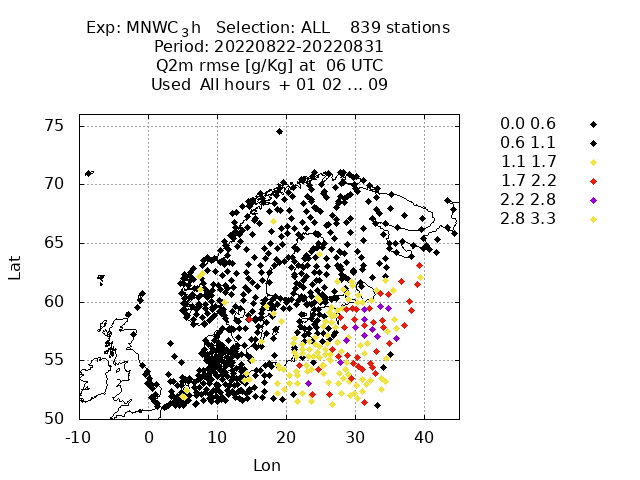 Exp: MNWC_3h Selection: ALL 839 stations
Period: 20220822-20220831
Q2m rmse [g/Kg] at 06 UTC
Used All hours + 01 02 ... 09
0.0 0.6
0.6 1.1
1.1 1.7
1.7 2.2
2.2 2.8
2.8 3.3
75
70
65
60
55
50
Lat
-10 0 10 20 30 40
Lon